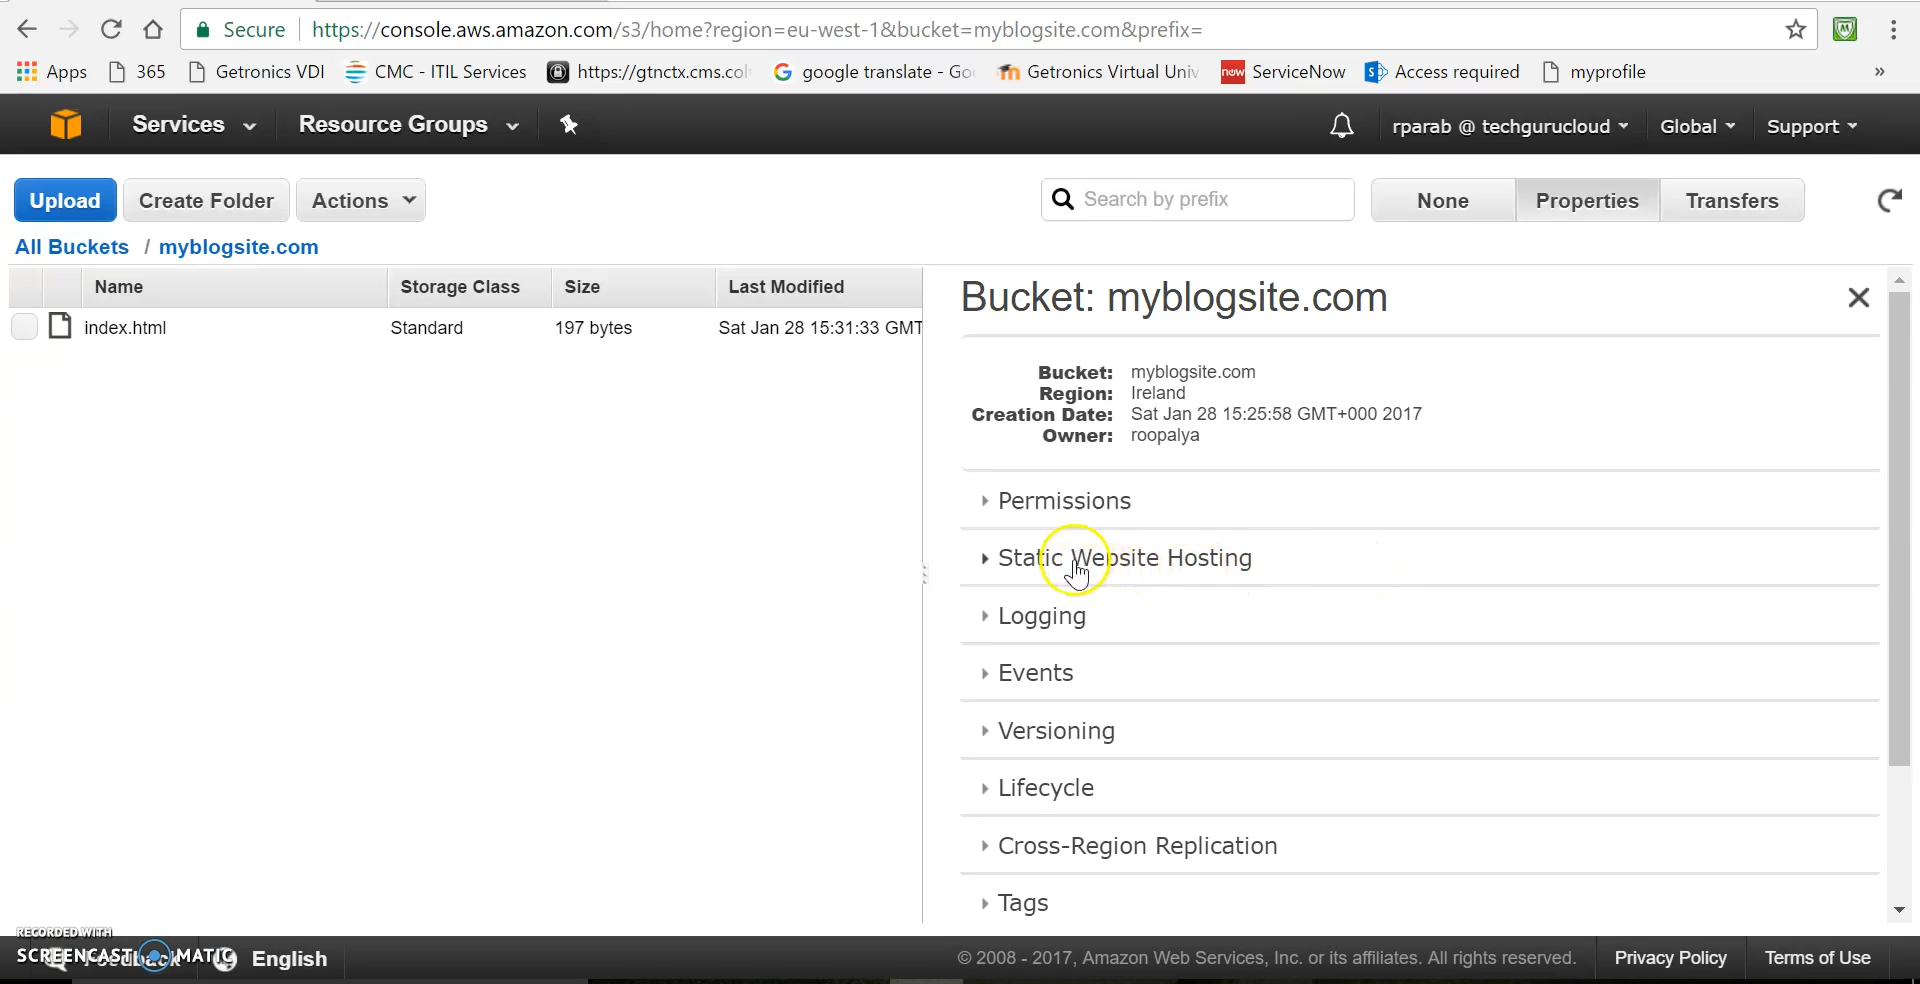 Secure https://console.aws.amazon.com/s3/home?region=eu-west-1&bucket=myblogsite.com&prefix=
Apps 365 Getronics VDI CMC - ITIL Services https://gtnctx.cms.col google translate - Goo Getronics Virtual Univ now ServiceNow Access required myprofile »
Services Resource Groups rparab @ techgurucloud Global Support
Upload Create Folder Actions Search by prefix None Properties Transfers
All Buckets / myblogsite.com
Name Storage Class Size Last Modified
index.html Standard 197 bytes Sat Jan 28 15:31:33 GMT
Bucket: myblogsite.com
Bucket: myblogsite.com
Region: Ireland
Creation Date: Sat Jan 28 15:25:58 GMT+000 2017
Owner: roopalya
Permissions
Static Website Hosting
Logging
Events
Versioning
Lifecycle
Cross-Region Replication
Tags
RECORDED WITH
SCREENCAST MATIC
Feedback English © 2008 - 2017, Amazon Web Services, Inc. or its affiliates. All rights reserved. Privacy Policy Terms of Use